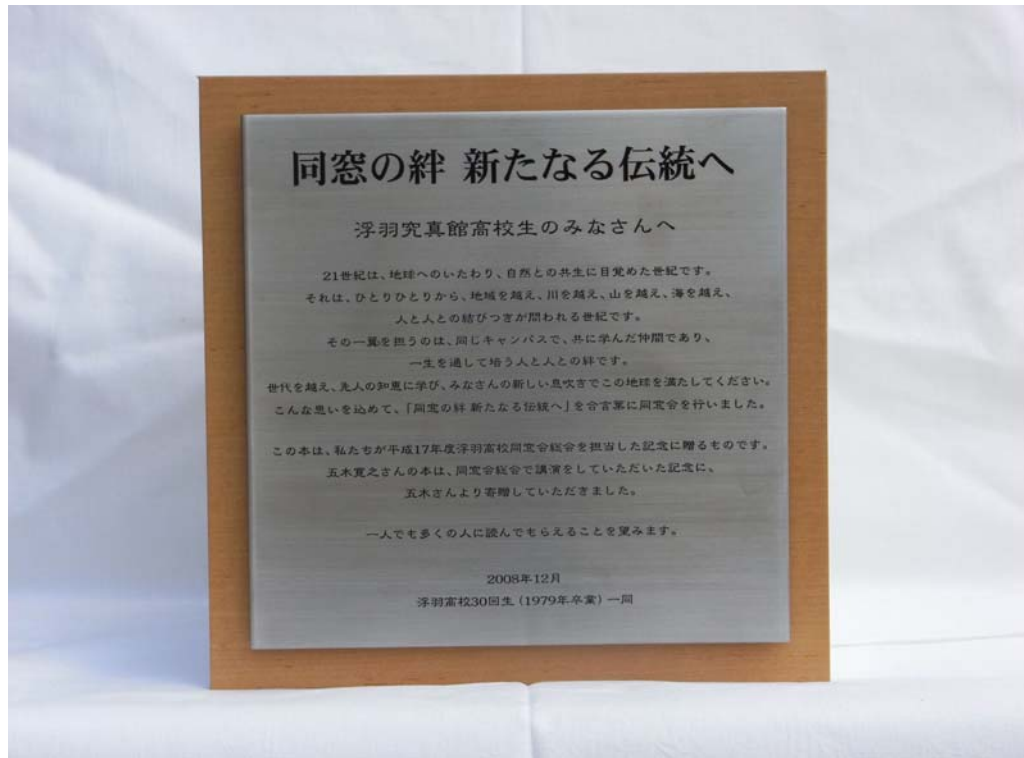 同窓の絆 新たなる伝統へ
浮羽究真館高校生のみなさんへ
21世紀は、地球へのいたわり、自然との共生に目覚めた世紀です。
それは、ひとりひとりから、地域を越え、川を越え、山を越え、海を越え、
人と人との結びつきが問われる世紀です。
その一翼を担うのは、同じキャンパスで、共に学んだ仲間であり、
一生を通して培う人と人との絆です。
世代を越え、先人の知恵に学び、みなさんの新しい息吹きでこの地球を満たしてください。
こんな思いを込めて、「同窓の絆 新たなる伝統へ」を合言葉に同窓会を行いました。
この本は、私たちが平成17年度浮羽高校同窓会総会を担当した記念に贈るものです。
五木寛之さんの本は、同窓会総会で講演をしていただいた記念に、
五木さんより寄贈していただきました。
一人でも多くの人に読んでもらえることを望みます。
2008年12月
浮羽高校30回生（1979年卒業）一同